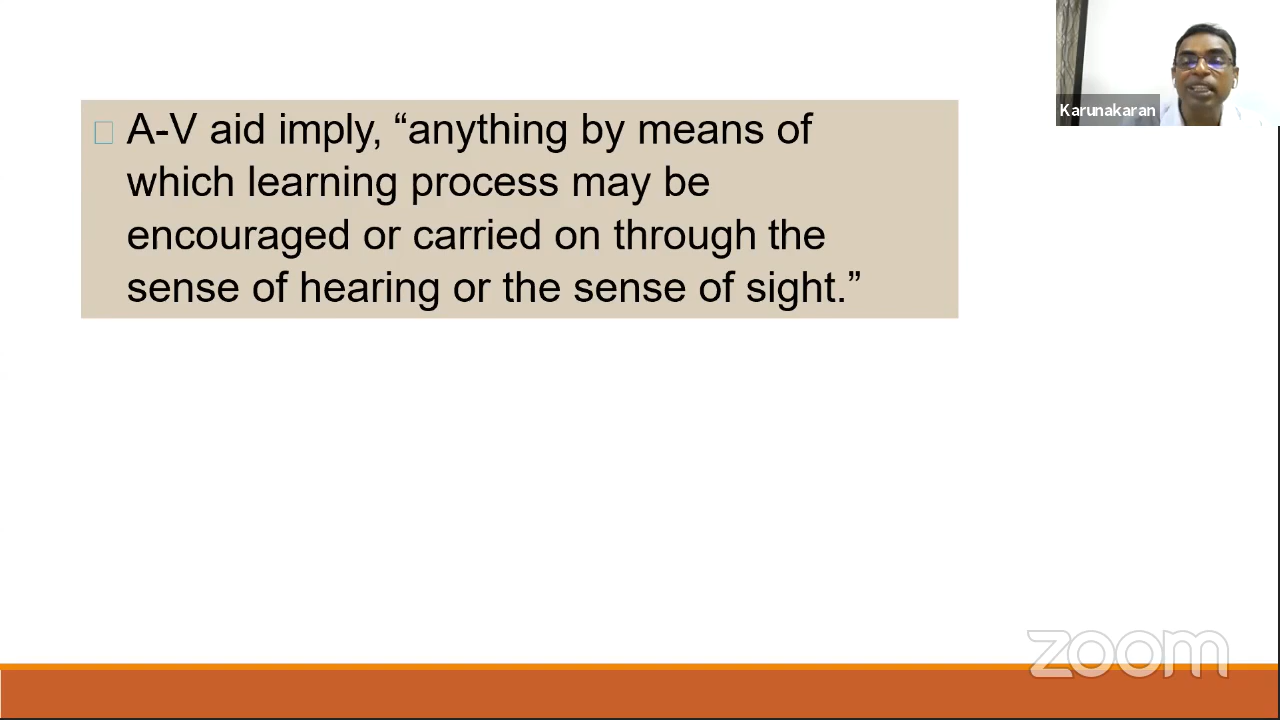 A-V aid imply, “anything by means of
which learning process may be
encouraged or carried on through the
sense of hearing or the sense of sight.”
Karunakaran
zoom